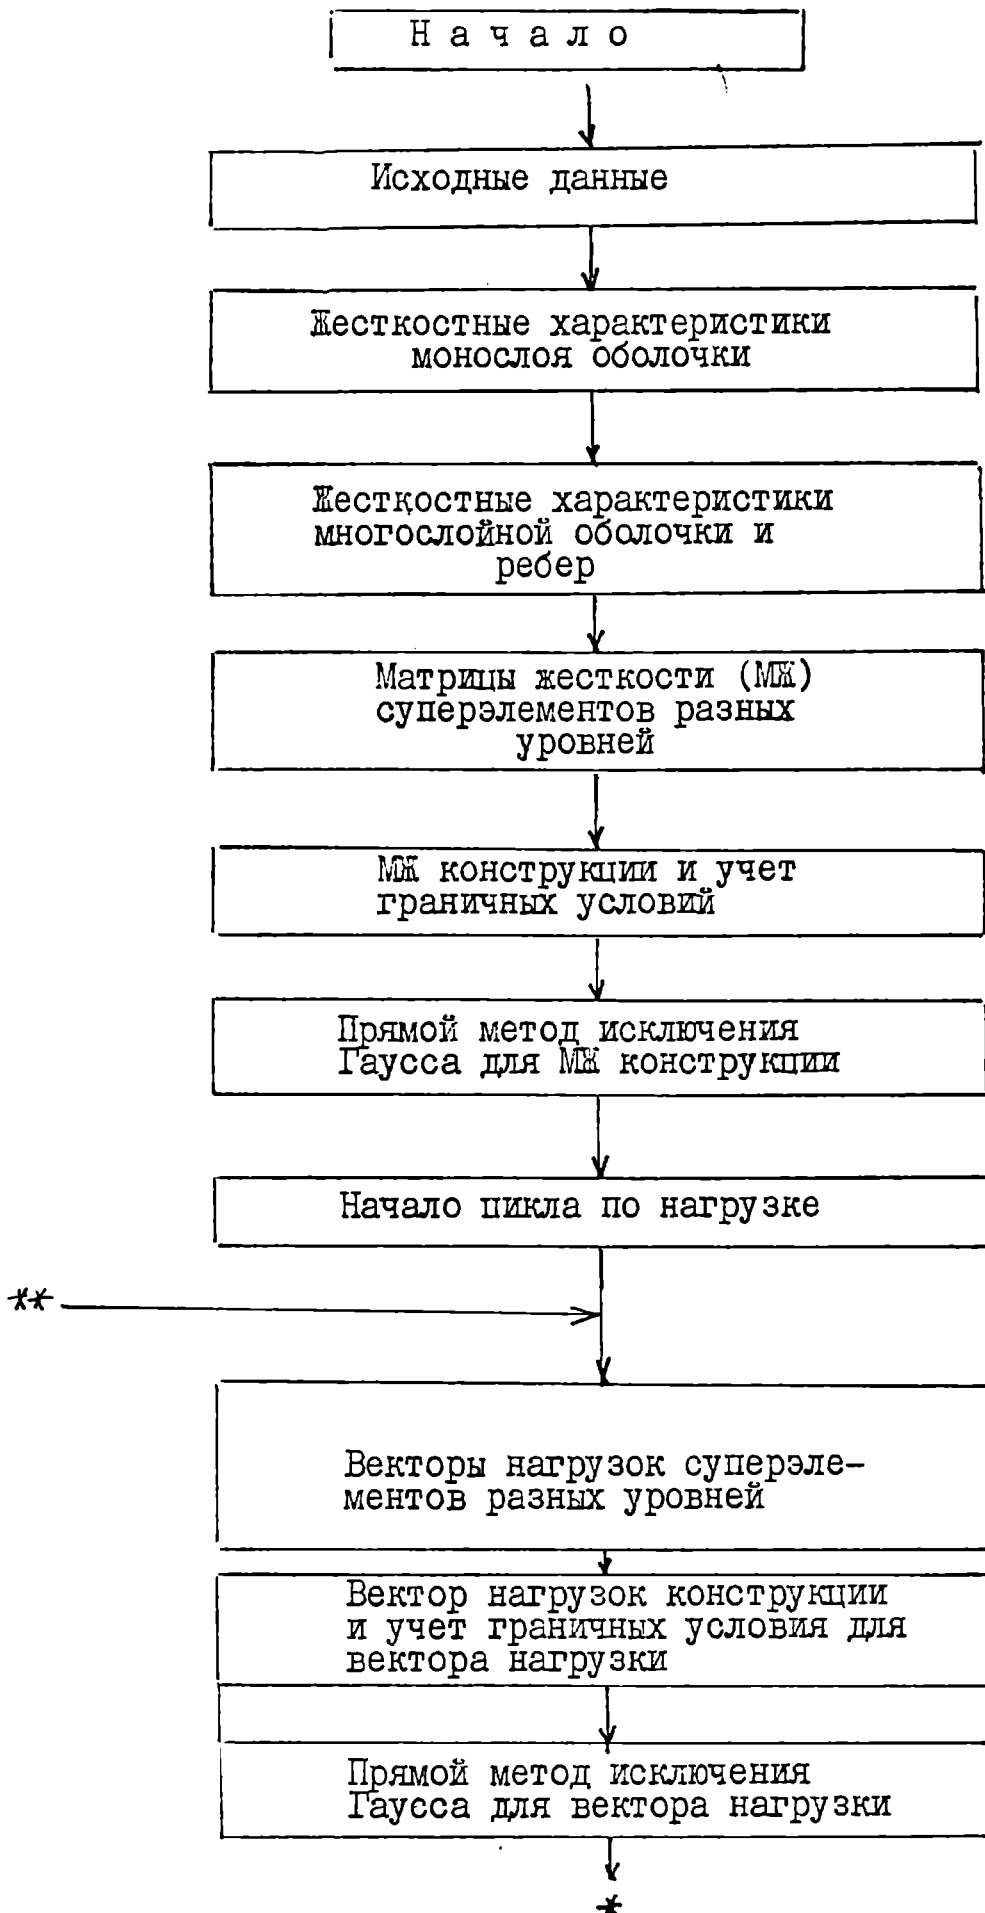 Начало
Исходные данные
Жесткостные характеристики
монослоя оболочки
Жесткостные характеристики
многослойной оболочки и
ребер
Матрицы жесткости (МЖ)
суперэлементов разных
уровней
МЖ конструкции и учет
граничных условий
Прямой метод исключения
Гаусса для МЖ конструкции
Начало цикла по нагрузке
**
Векторы нагрузок суперэле-
ментов разных уровней
Вектор нагрузок конструкции
и учет граничных условия для
вектора нагрузки
Прямой метод исключения
Гаусса для вектора нагрузки
*